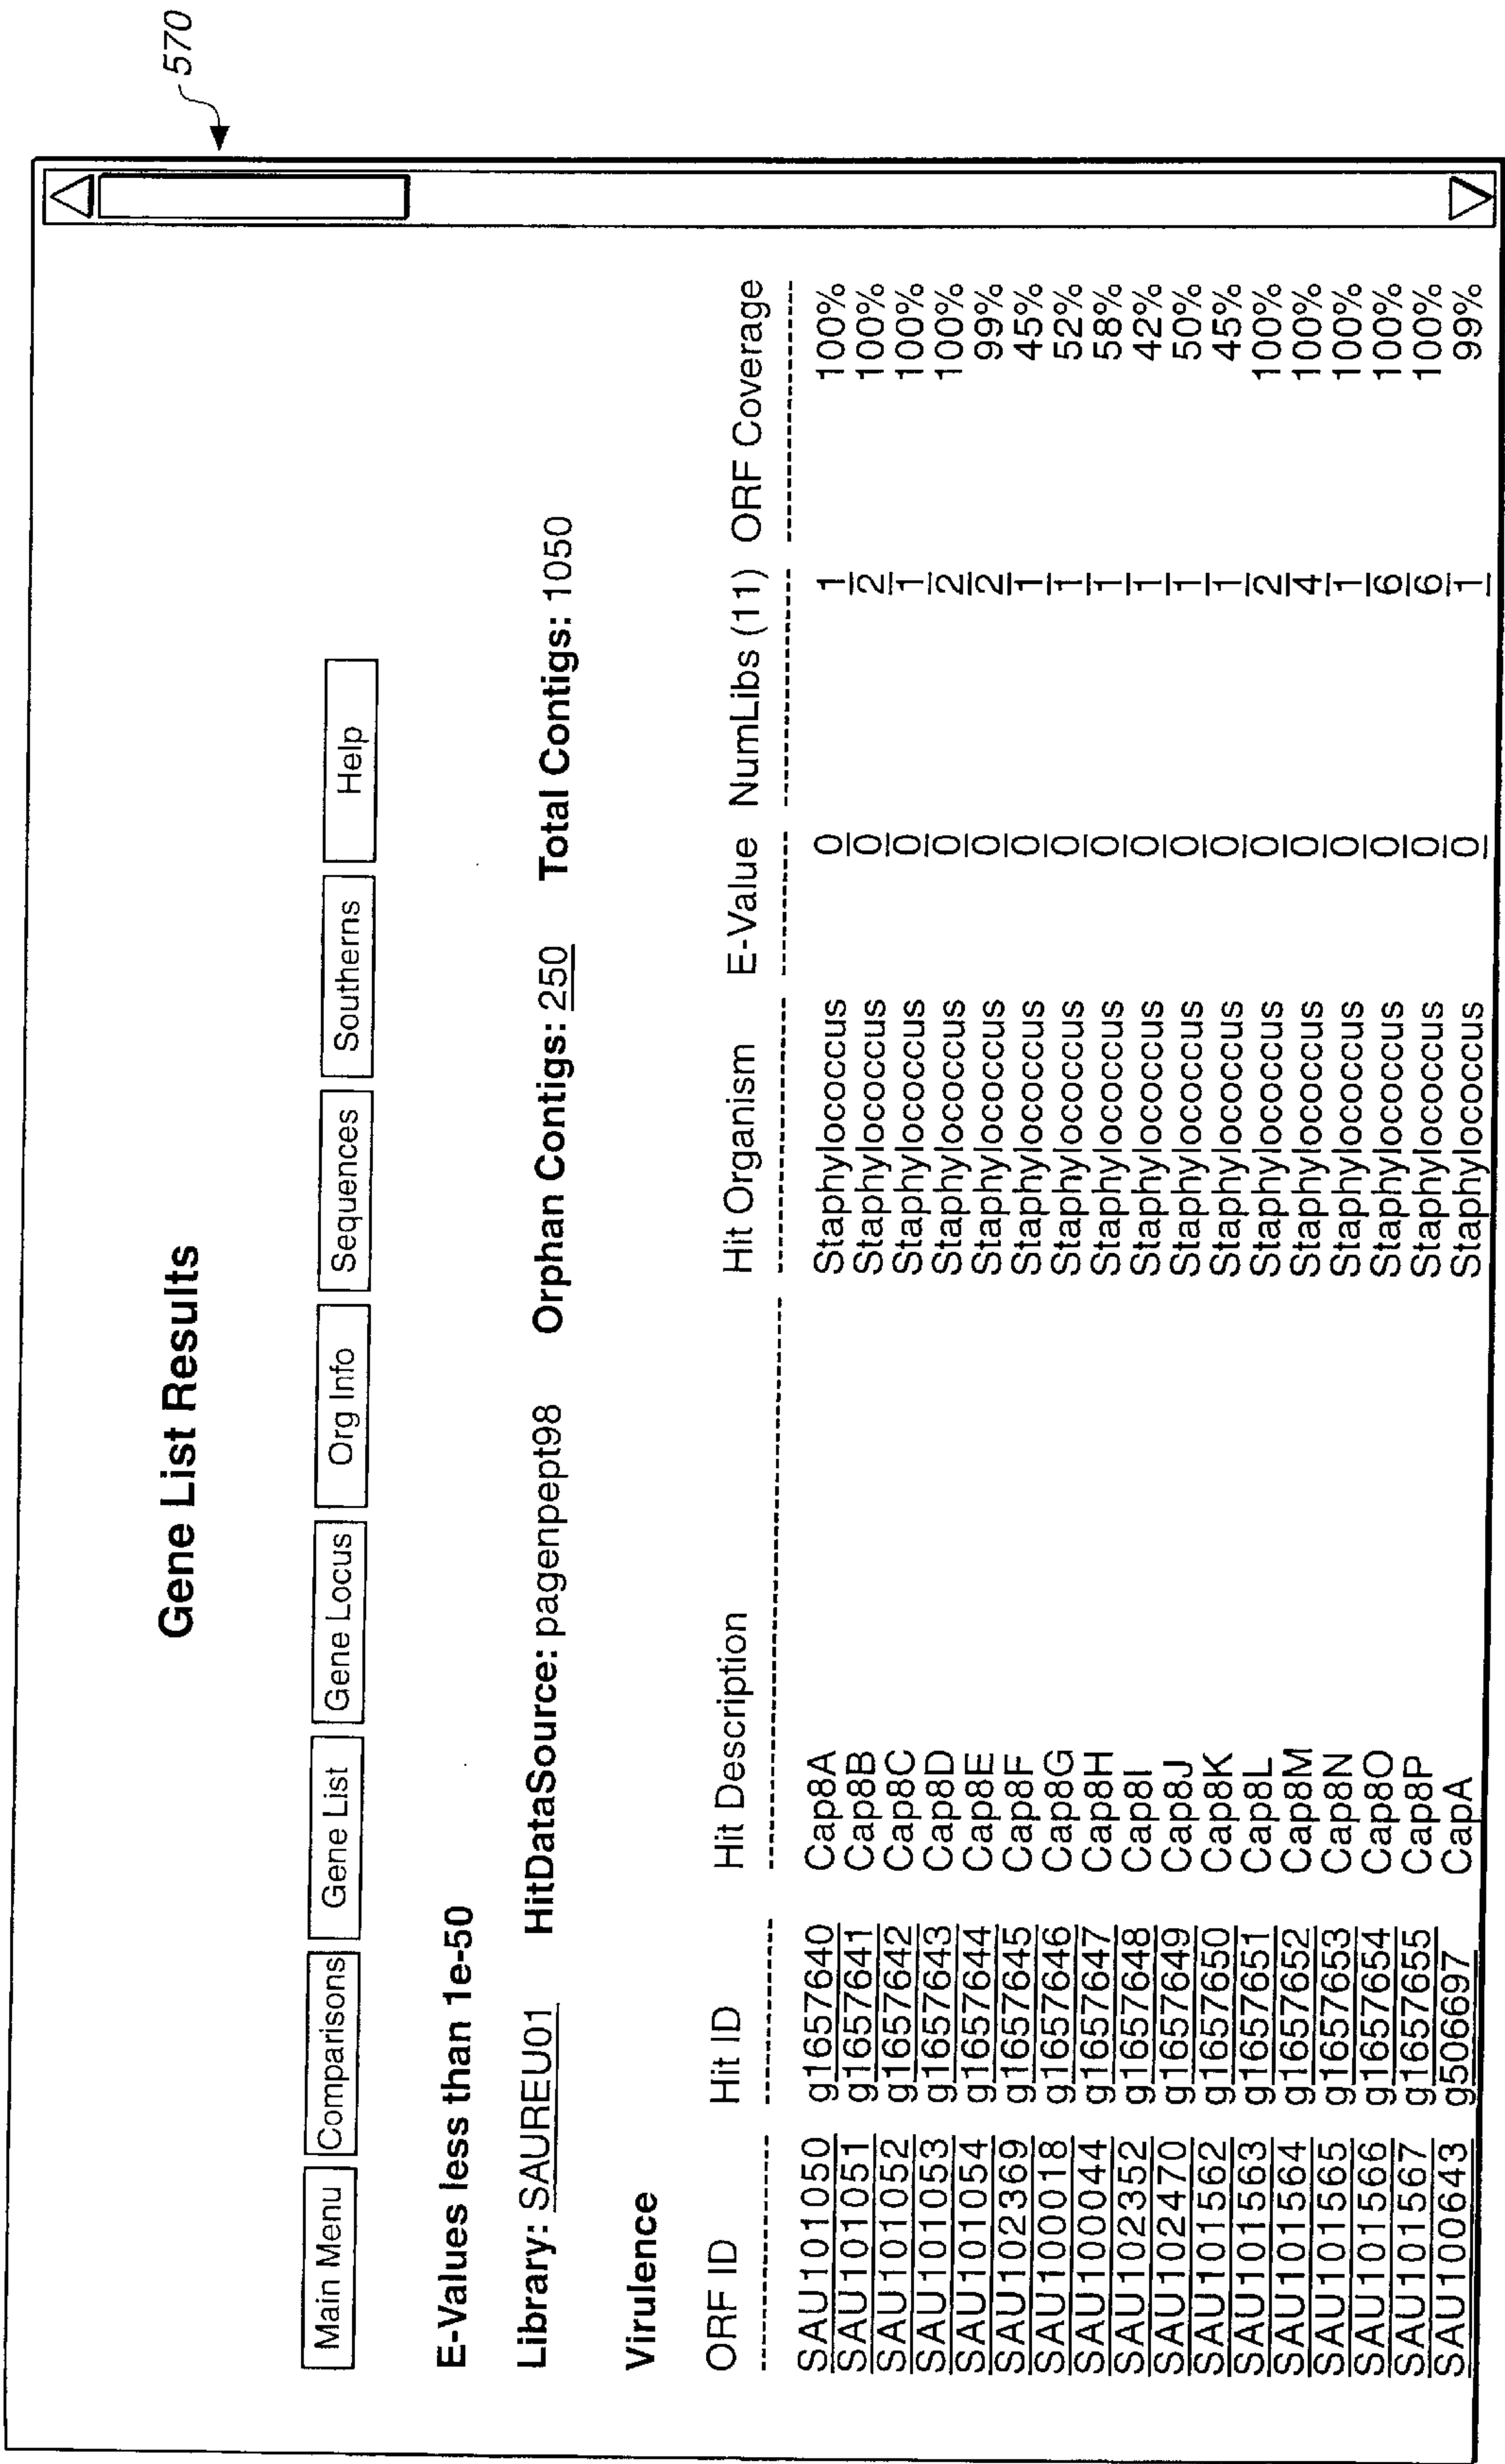 570
Gene List Results
Main Menu Comparisons Gene List Gene Locus Org Info Sequences Southerns Help
E-Values less than 1e-50
Library: SAUREU01 HitDataSource: pagenpept98 Orphan Contigs: 250 Total Contigs: 1050
Virulence
ORF ID Hit ID Hit Description Hit Organism E-Value NumLibs (11) ORF Coverage
SAU101050 g1657640 Cap8A Staphylococcus 0 1 100%
SAU101051 g1657641 Cap8B Staphylococcus 0 2 100%
SAU101052 g1657642 Cap8C Staphylococcus 0 1 100%
SAU101053 g1657643 Cap8D Staphylococcus 0 2 100%
SAU101054 g1657644 Cap8E Staphylococcus 0 2 99%
SAU102369 g1657645 Cap8F Staphylococcus 0 1 45%
SAU100018 g1657646 Cap8G Staphylococcus 0 1 52%
SAU100044 g1657647 Cap8H Staphylococcus 0 1 58%
SAU102352 g1657648 Cap8I Staphylococcus 0 1 42%
SAU102470 g1657649 Cap8J Staphylococcus 0 1 50%
SAU101562 g1657650 Cap8K Staphylococcus 0 1 45%
SAU101563 g1657651 Cap8L Staphylococcus 0 2 100%
SAU101564 g1657652 Cap8M Staphylococcus 0 4 100%
SAU101565 g1657653 Cap8N Staphylococcus 0 1 100%
SAU101566 g1657654 Cap8O Staphylococcus 0 6 100%
SAU101567 g1657655 Cap8P Staphylococcus 0 6 100%
SAU100643 g506697 CapA Staphylococcus 0 1 99%